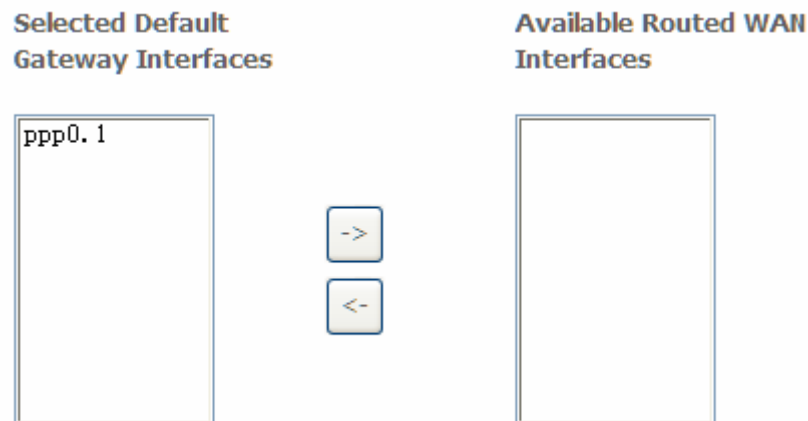 Selected Default
Gateway Interfaces
Available Routed WAN
Interfaces
ppp0.1
->
<-